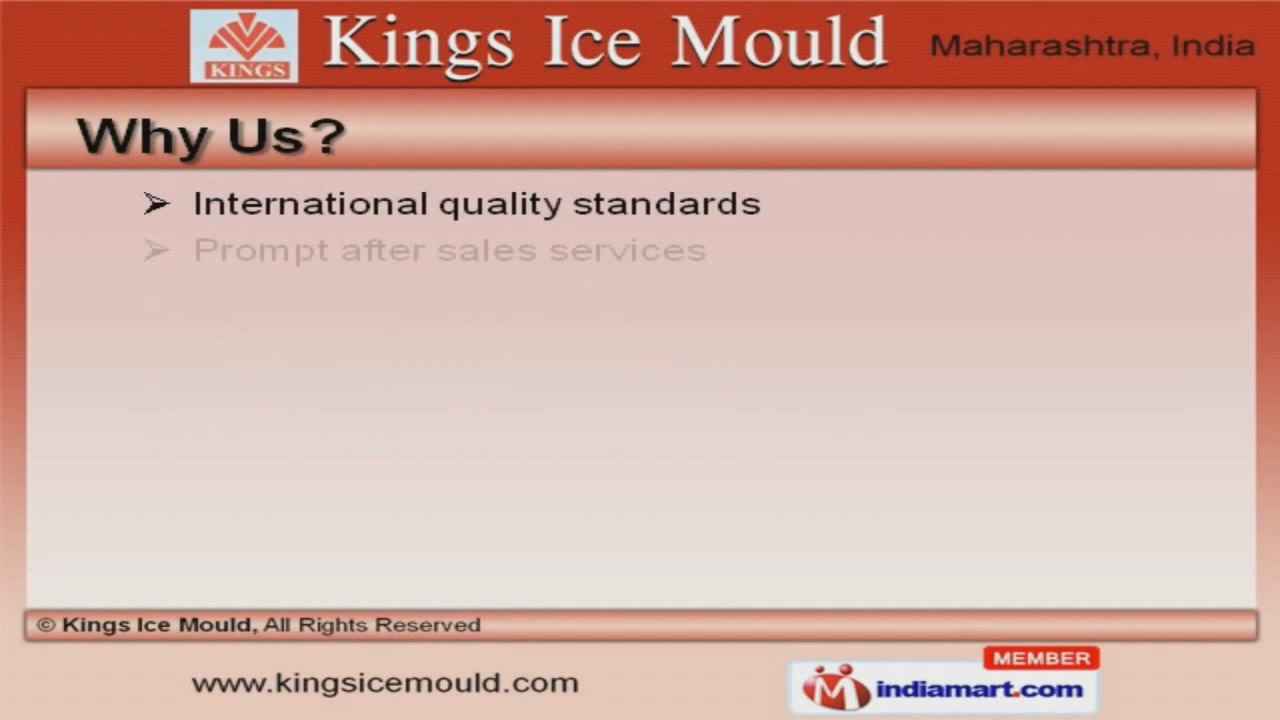 KINGS
Kings Ice Mould
Maharashtra, India
Why Us?
➢ International quality standards
➢ Prompt after sales services
© Kings Ice Mould, All Rights Reserved
www.kingsicemould.com
MEMBER
indiamart.com